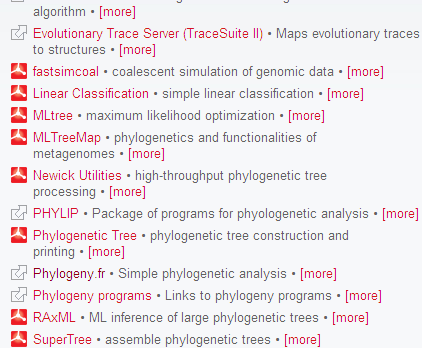 algorithm • [more]
Evolutionary Trace Server (TraceSuite II) • Maps evolutionary traces
to structures • [more]
fastsimcoal • coalescent simulation of genomic data • [more]
Linear Classification • simple linear classification • [more]
MLtree • maximum likelihood optimization • [more]
MLTreeMap • phylogenetics and functionalities of
metagenomes • [more]
Newick Utilities • high-throughput phylogenetic tree
processing • [more]
PHYLIP • Package of programs for phyologenetic analysis • [more]
Phylogenetic Tree • phylogenetic tree construction and
printing • [more]
Phylogeny.fr • Simple phylogenetic analysis • [more]
Phylogeny programs • Links to phylogeny programs • [more]
RAxML • ML inference of large phylogenetic trees • [more]
SuperTree • assemble phylogenetic trees • [more]